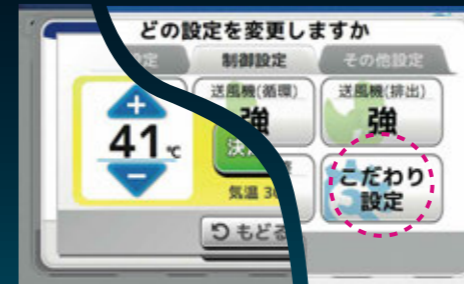 どの設定を変更しますか
定
制御設定
その他設定
41℃
送風機(循環)
強
送風機(排出)
強
決
気温 3
こだわり
設定
もどる